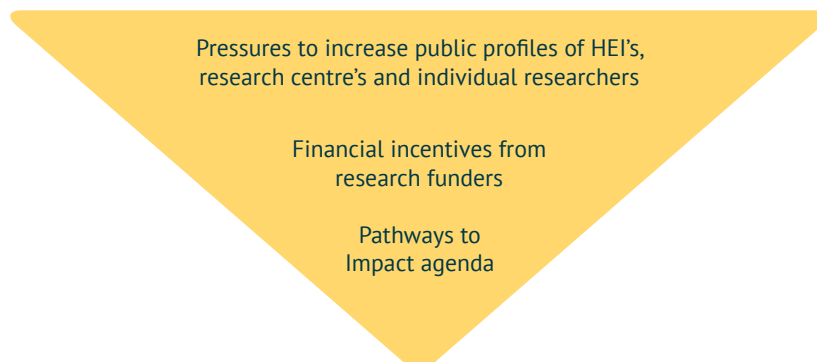 Pressures to increase public profiles of HEI’s,
research centre’s and individual researchers
Financial incentives from
research funders
Pathways to
Impact agenda